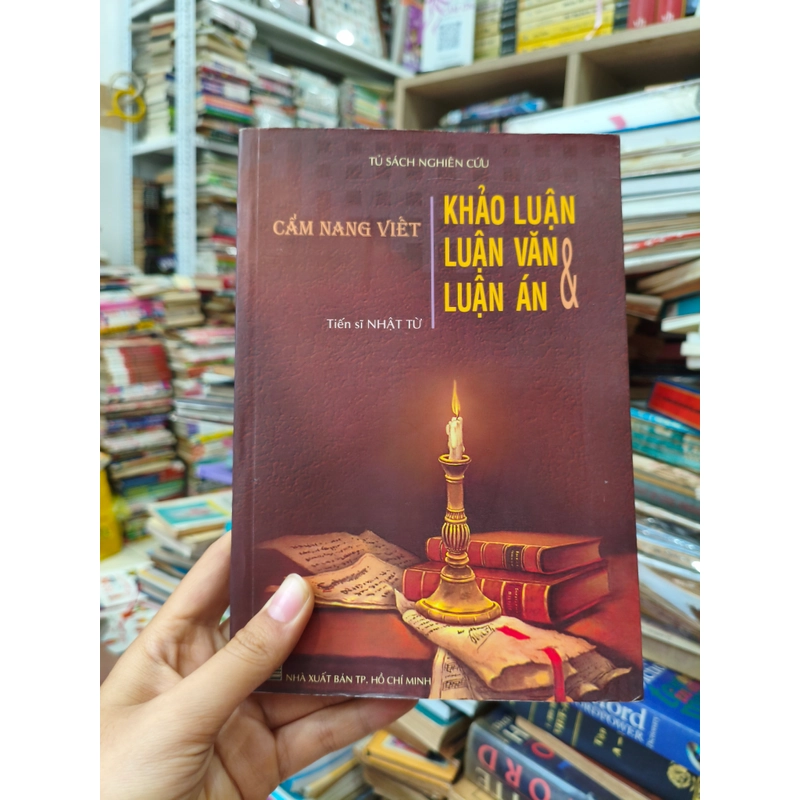 TỦ SÁCH NGHIÊN CỨU
CẨM NANG VIẾT
KHẢO LUẬN
LUẬN VĂN &
LUẬN ÁN
Tiến sĩ NHẬT TỪ
NHÀ XUẤT BẢN TP. HỒ CHÍ MINH